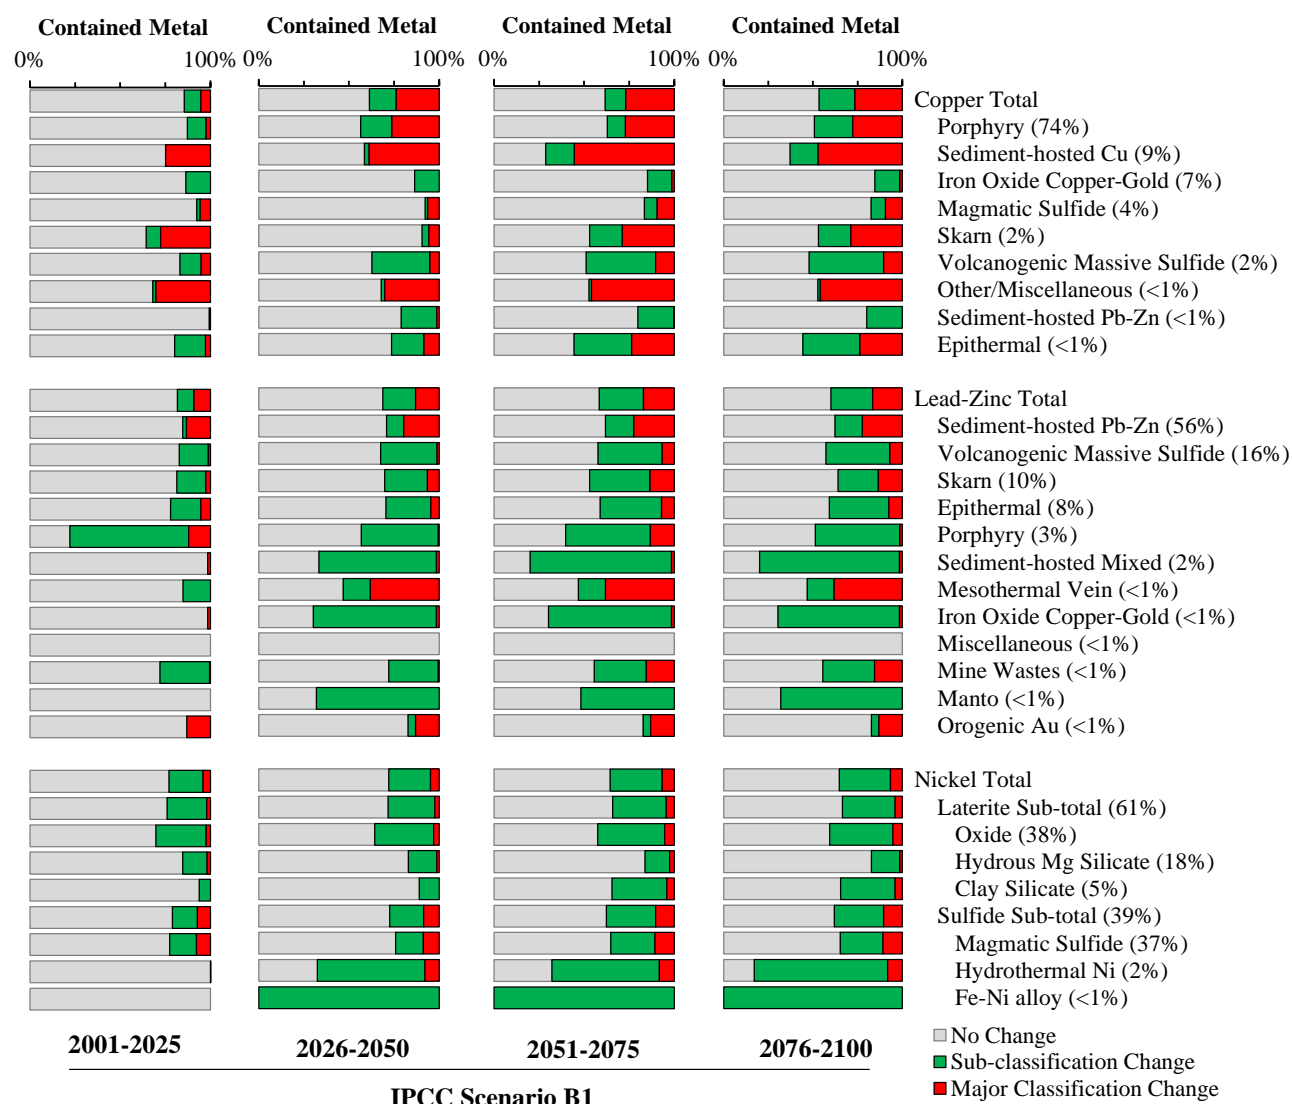 Contained Metal Contained Metal Contained Metal Contained Metal
0% 100% 0% 100% 0% 100% 0% 100%
Copper Total
Porphyry (74%)
Sediment-hosted Cu (9%)
Iron Oxide Copper-Gold (7%)
Magmatic Sulfide (4%)
Skarn (2%)
Volcanogenic Massive Sulfide (2%)
Other/Miscellaneous (<1%)
Sediment-hosted Pb-Zn (<1%)
Epithermal (<1%)
Lead-Zinc Total
Sediment-hosted Pb-Zn (56%)
Volcanogenic Massive Sulfide (16%)
Skarn (10%)
Epithermal (8%)
Porphyry (3%)
Sediment-hosted Mixed (2%)
Mesothermal Vein (<1%)
Iron Oxide Copper-Gold (<1%)
Miscellaneous (<1%)
Mine Wastes (<1%)
Manto (<1%)
Orogenic Au (<1%)
Nickel Total
Laterite Sub-total (61%)
Oxide (38%)
Hydrous Mg Silicate (18%)
Clay Silicate (5%)
Sulfide Sub-total (39%)
Magmatic Sulfide (37%)
Hydrothermal Ni (2%)
Fe-Ni alloy (<1%)
2001-2025 2026-2050 2051-2075 2076-2100
IPCC Scenario B1
No Change
Sub-classification Change
Major Classification Change